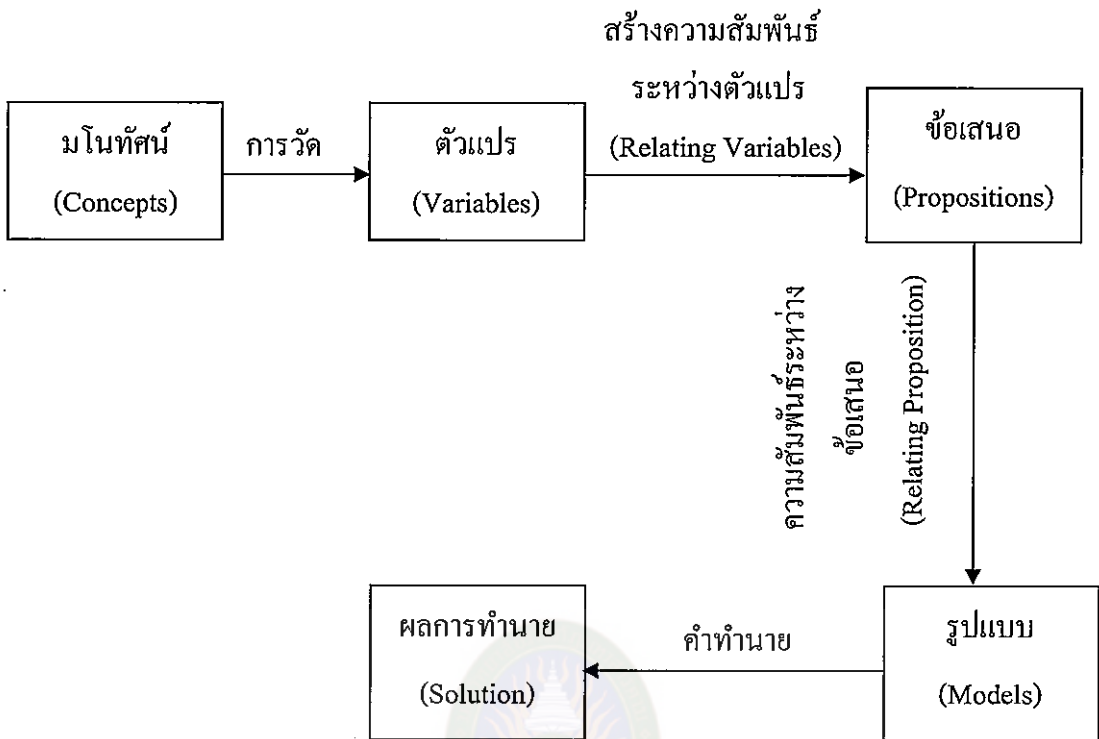 สร้างความสัมพันธ์
ระหว่างตัวแปร
(Relating Variables)
มโนทัศน์
(Concepts)
การวัด
ตัวแปร
(Variables)
ข้อเสนอ
(Propositions)
ความสัมพันธ์ระหว่าง
ข้อเสนอ
(Relating Proposition)
ผลการทำนาย
(Solution)
คำทำนาย
รูปแบบ
(Models)